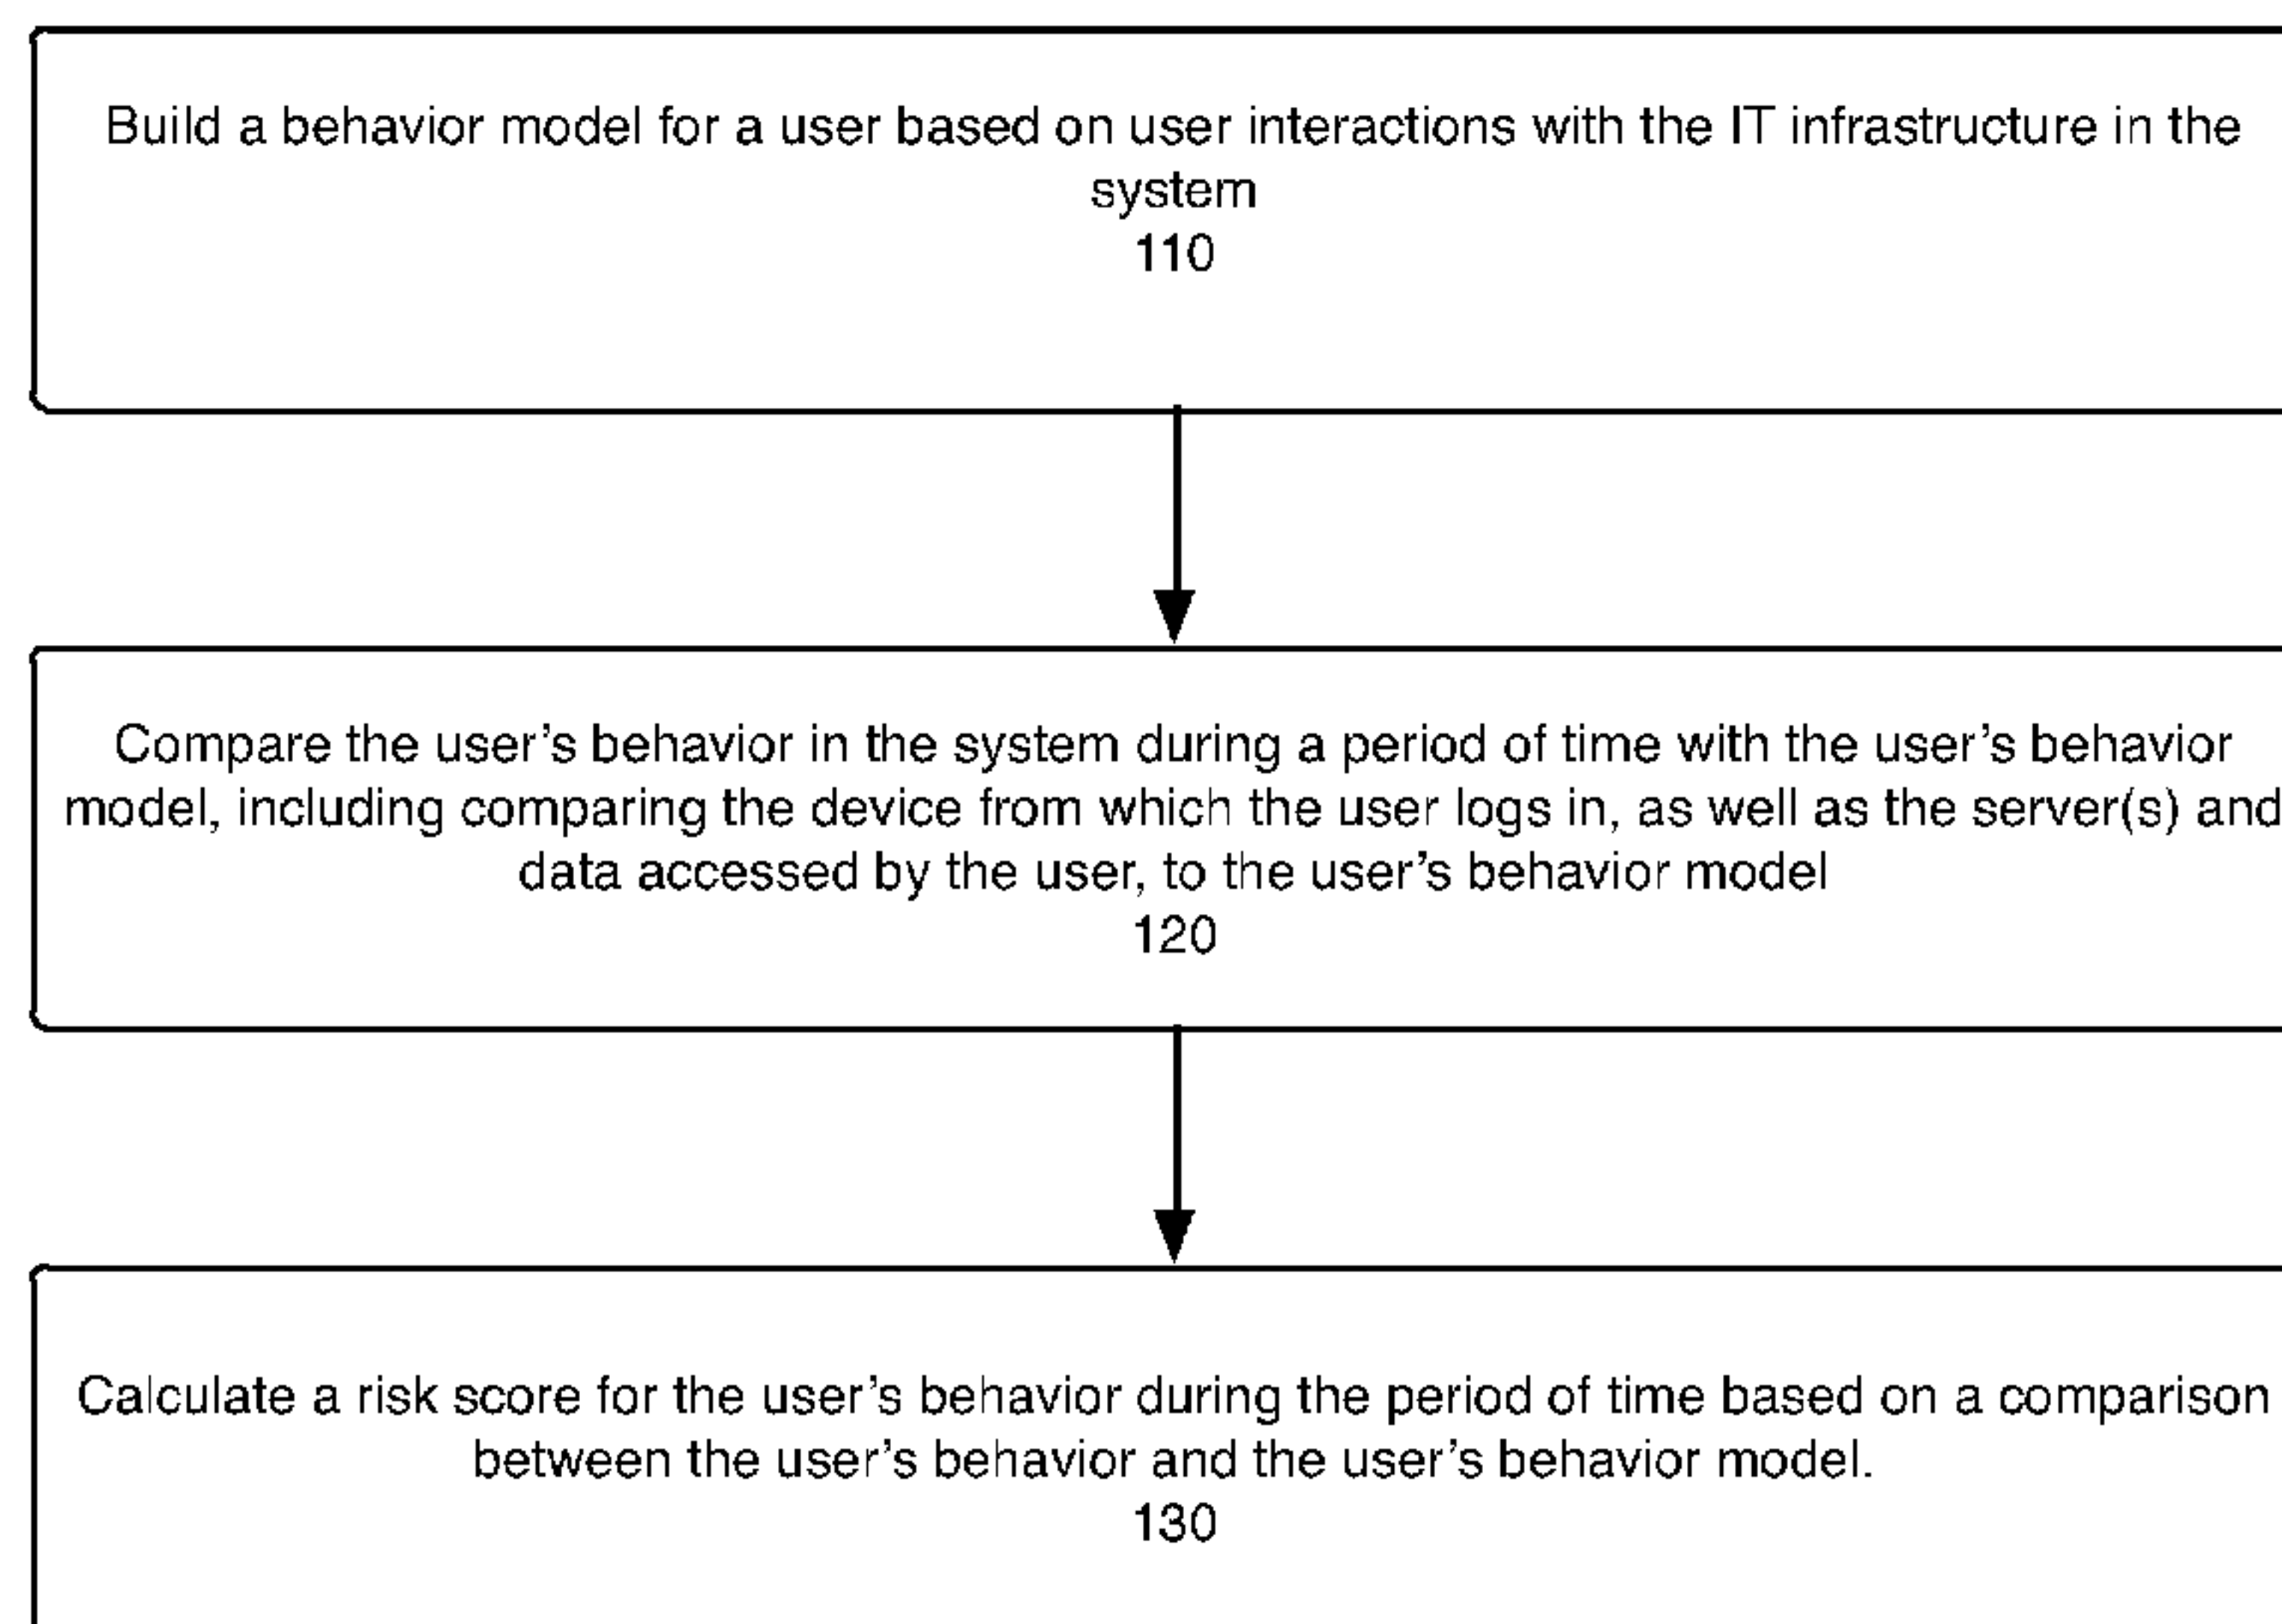 Build a behavior model for a user based on user interactions with the IT infrastructure in the
system
110
Compare the user’s behavior in the system during a period of time with the user’s behavior
model, including comparing the device from which the user logs in, as well as the server(s) and
data accessed by the user, to the user’s behavior model
120
Calculate a risk score for the user’s behavior during the period of time based on a comparison
between the user’s behavior and the user’s behavior model.
130